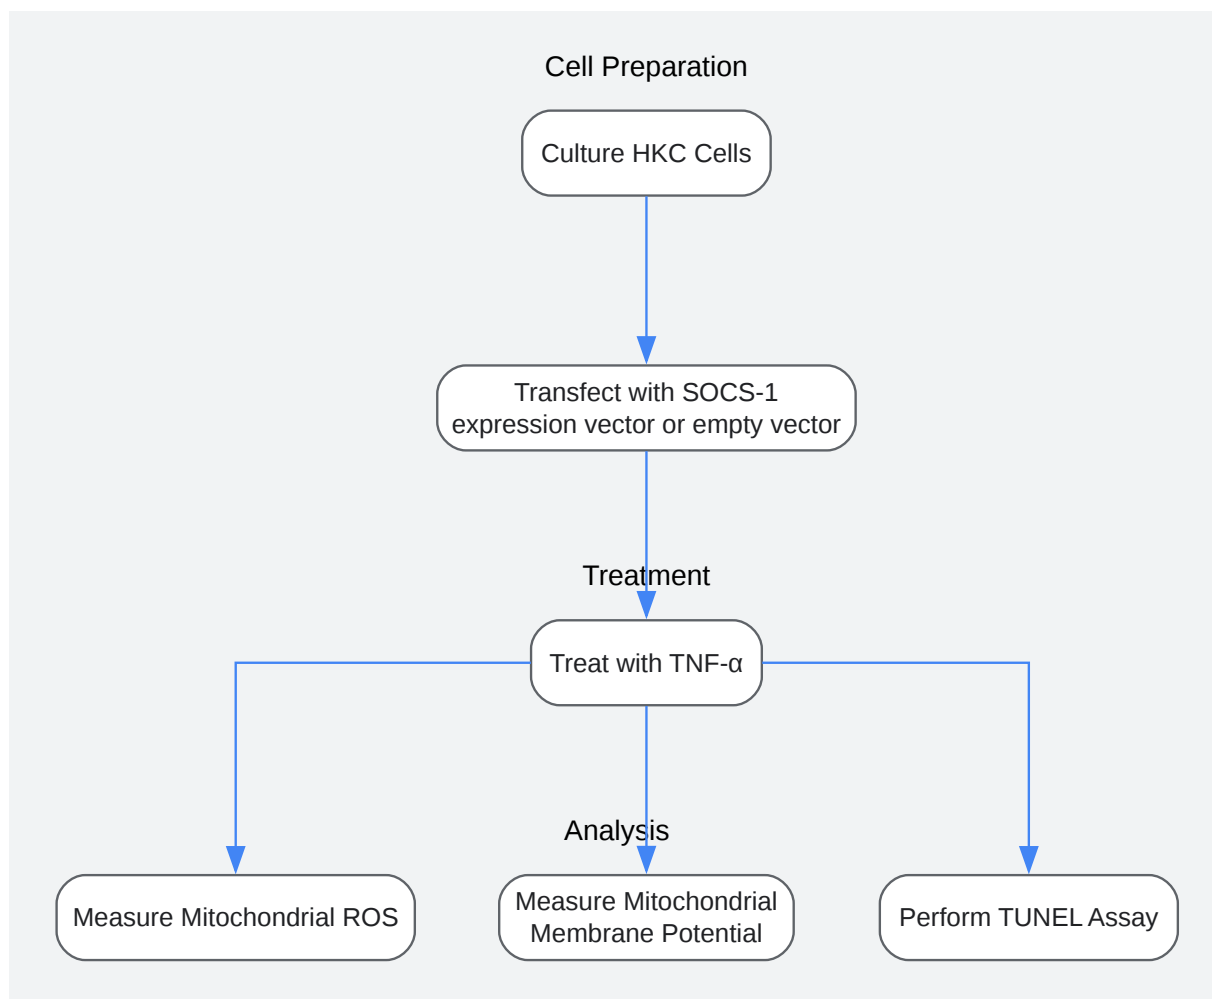 Cell Preparation
Culture HKC Cells
Transfect with SOCS-1
expression vector or empty vector
Treatment
Treat with TNF-α
Analysis
Measure Mitochondrial ROS
Measure Mitochondrial
Membrane Potential
Perform TUNEL Assay